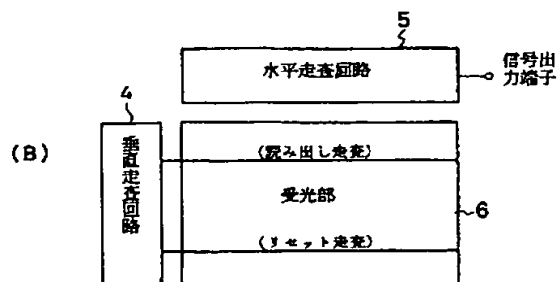 5
水平走査回路
信号出
力端子
4
(B)
垂直走査回路
(読み出し走査)
受光部
6
(リセット走査)